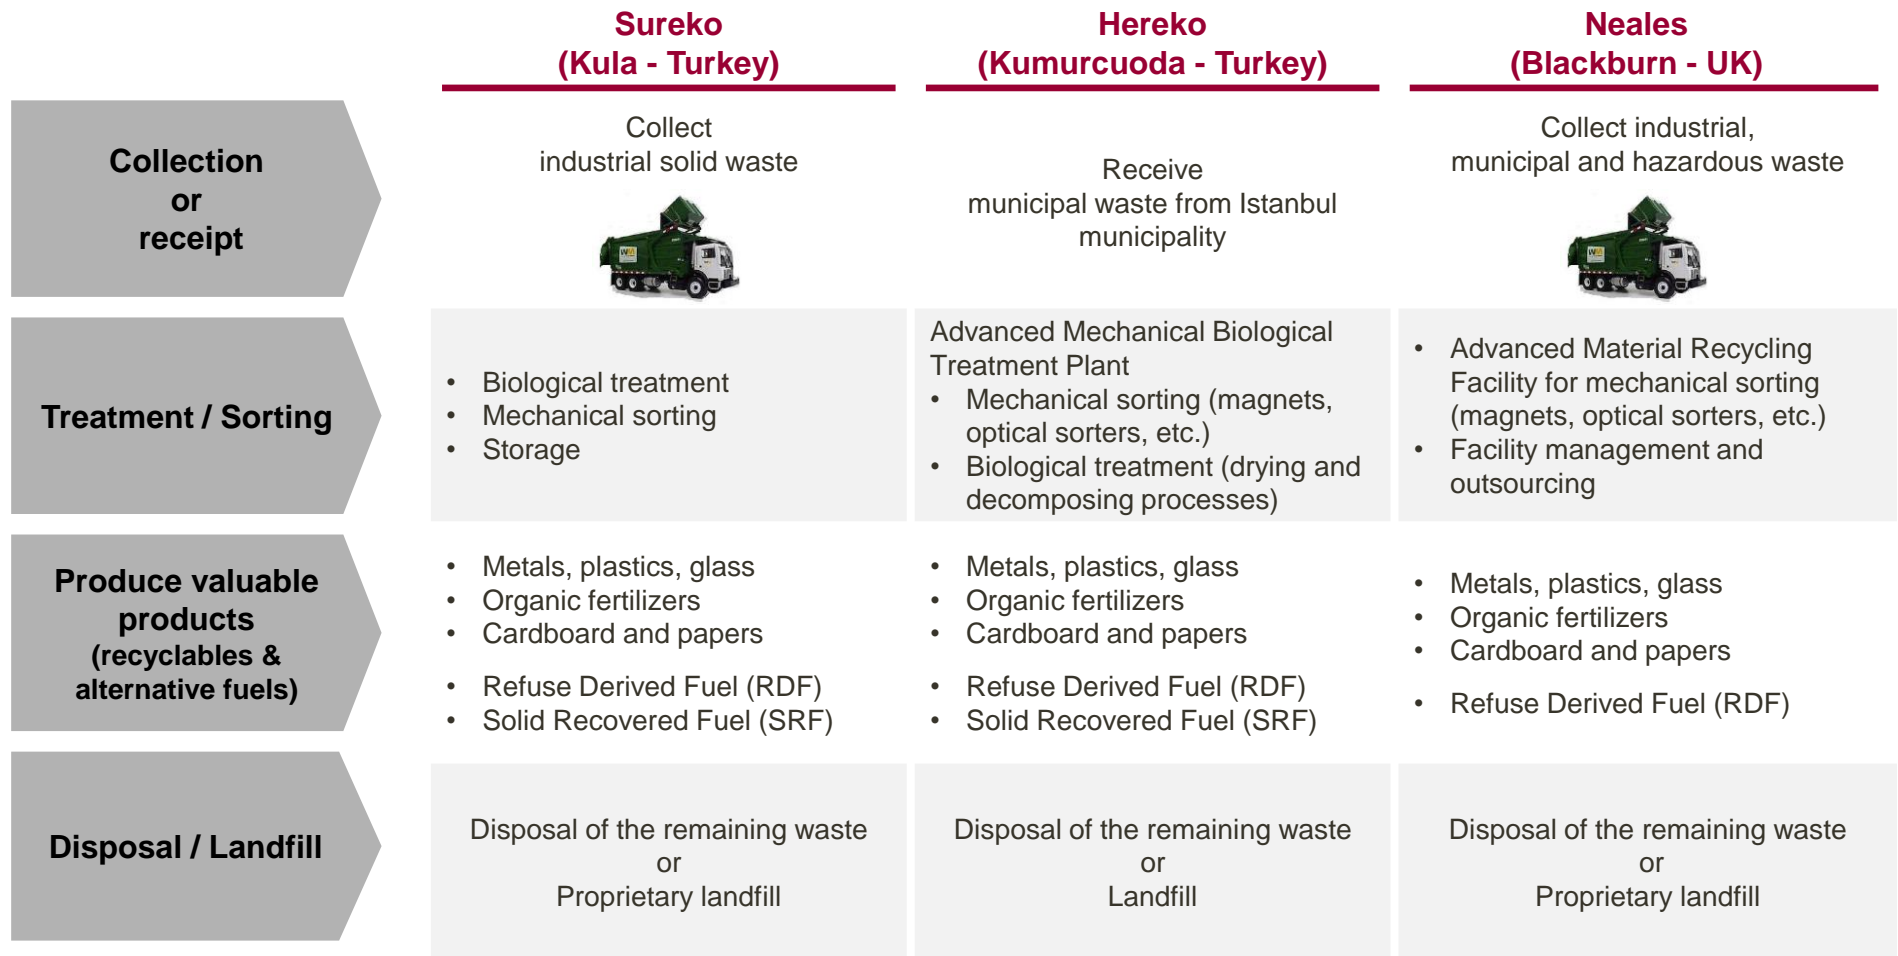 Sureko
(Kula - Turkey)
Hereko
(Kumurcuoda - Turkey)
Neales
(Blackburn - UK)
Collection
or
receipt
Collect
industrial solid waste
Receive
municipal waste from Istanbul
municipality
Collect industrial,
municipal and hazardous waste
WM
WM
Treatment / Sorting
• Biological treatment
• Mechanical sorting
• Storage
Advanced Mechanical Biological
Treatment Plant
• Mechanical sorting (magnets,
optical sorters, etc.)
• Biological treatment (drying and
decomposing processes)
• Advanced Material Recycling
Facility for mechanical sorting
(magnets, optical sorters, etc.)
• Facility management and
outsourcing
Produce valuable
products
(recyclables &
alternative fuels)
• Metals, plastics, glass
• Organic fertilizers
• Cardboard and papers
• Refuse Derived Fuel (RDF)
• Solid Recovered Fuel (SRF)
• Metals, plastics, glass
• Organic fertilizers
• Cardboard and papers
• Refuse Derived Fuel (RDF)
• Solid Recovered Fuel (SRF)
• Metals, plastics, glass
• Organic fertilizers
• Cardboard and papers
• Refuse Derived Fuel (RDF)
Disposal / Landfill
Disposal of the remaining waste
or
Proprietary landfill
Disposal of the remaining waste
or
Landfill
Disposal of the remaining waste
or
Proprietary landfill